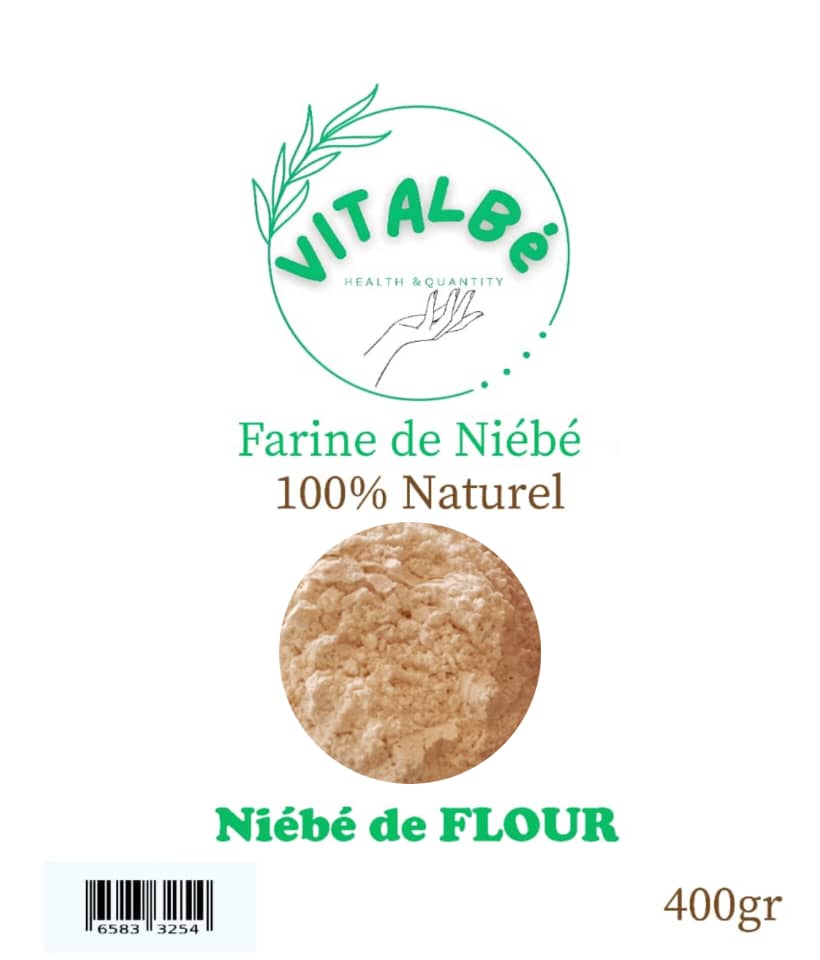 VITALBé
HEALTH &QUANTITY
Farine de Niébé
100% Naturel
Niébé de FLOUR
6583 3254
400gr